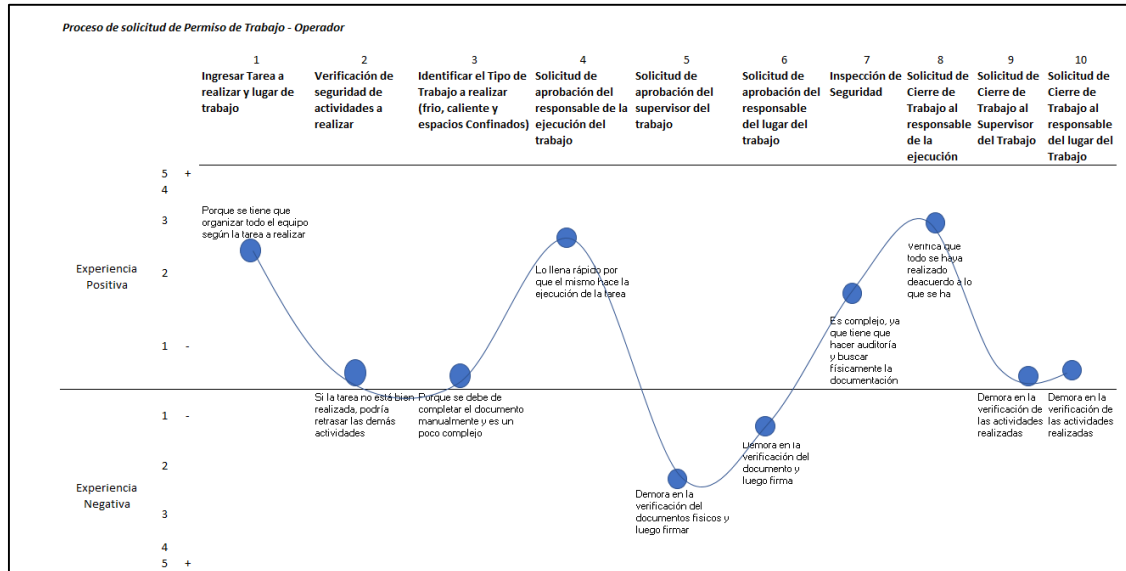 Proceso de solicitud de Permiso de Trabajo - Operador
1
Ingresar Tarea a
realizar y lugar de
trabajo
2
Verificación de
seguridad de
actividades a
realizar
3
Identificar el Tipo de
Trabajo a realizar
(frio, caliente y
espacios Confinados)
4
Solicitud de
aprobación del
responsable de la
ejecución del
trabajo
5
Solicitud de
aprobación del
supervisor del
trabajo
6
Solicitud de
aprobación del
responsable
del lugar del
trabajo
7
Inspección de
Seguridad
8
Solicitud de
Cierre de
Trabajo al
responsable
de la
ejecución
9
Solicitud de
Cierre de
Trabajo al
Supervisor
del Trabajo
10
Solicitud de
Cierre de
Trabajo al
responsable
del lugar del
Trabajo
5 +
4
3
2
1 -
Experiencia
Positiva
1 -
2
3
4
5 +
Experiencia
Negativa
Porque se tiene que
organizar todo el equipo
según la tarea a realizar
Si la tarea no está bien
realizada, podría
retrasar las demás
actividades
Porque se debe de
completar el documento
manualmente y es un
poco complejo
Lo llena rápido por
que el mismo hace la
ejecución de la tarea
Demora en la
verificación del
documentos fisicos y
luego firmar
Demora en la
verificación del
documento y
luego firma
Es complejo, ya
que tiene que
hacer auditoría
y buscar
físicamente la
documentación
Verifica que
todo se haya
realizado
deacuerdo a lo
que se ha
Demora en la
verificación de
las actividades
realizadas
Demora en la
verificación de
las actividades
realizadas